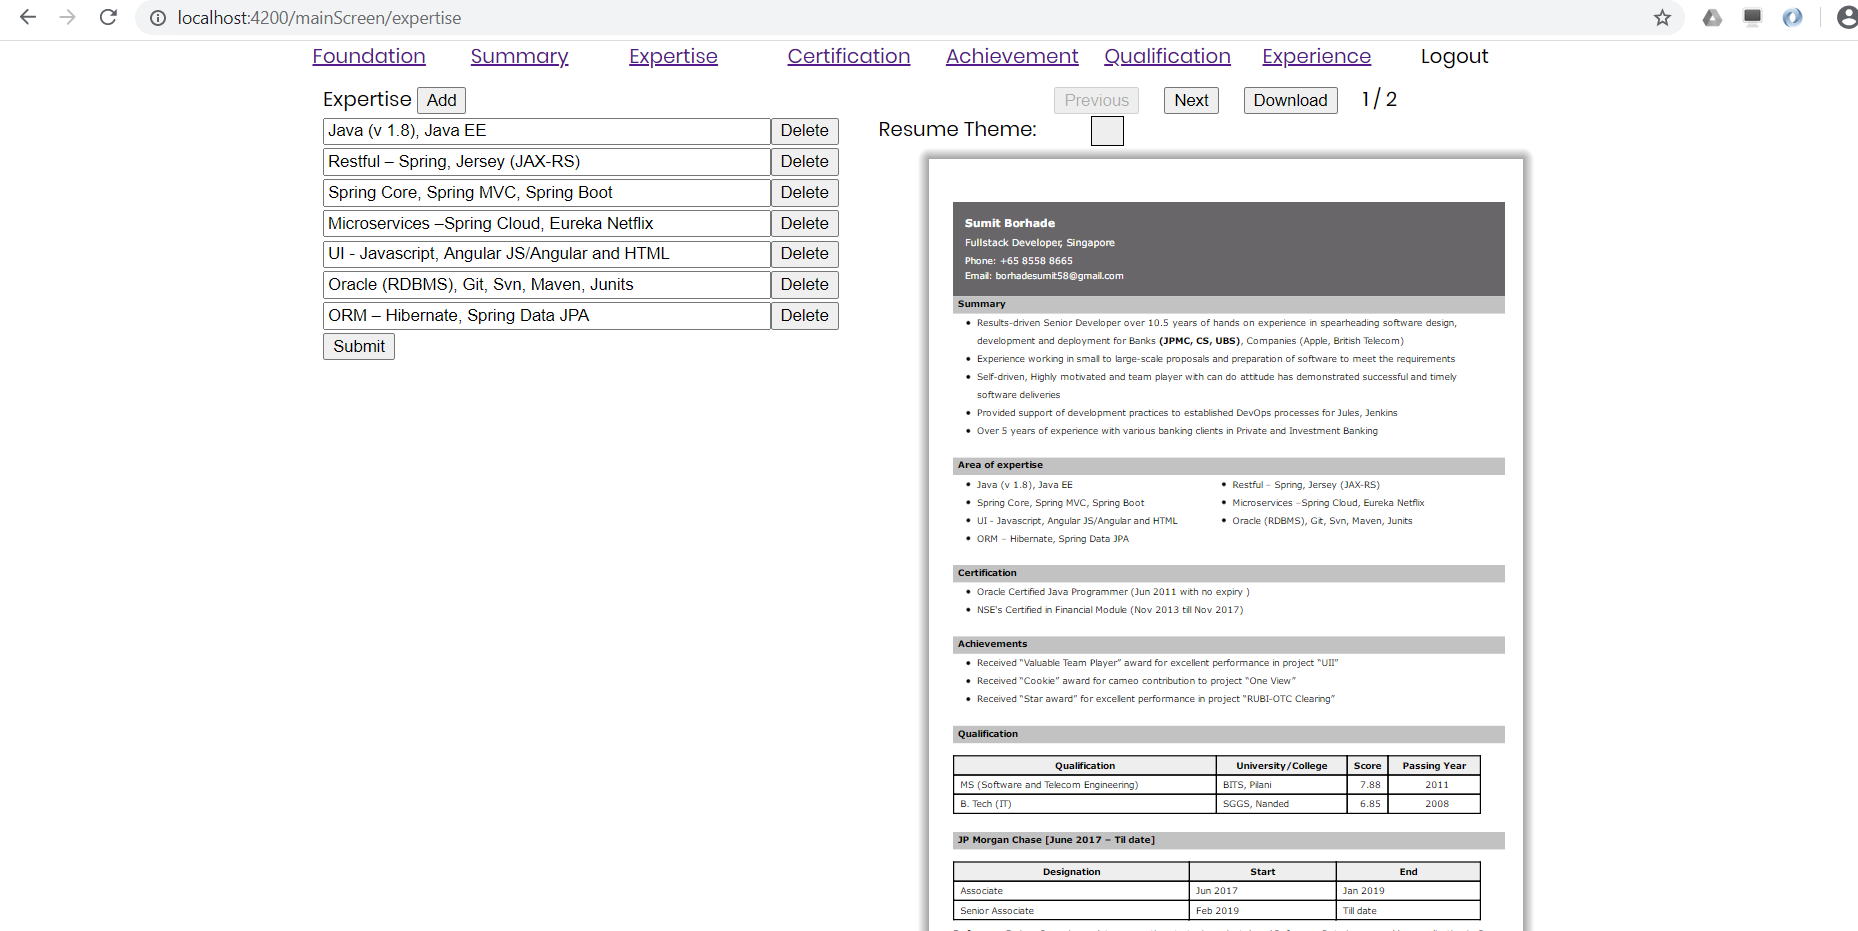 localhost:4200/mainScreen/expertise
Foundation Summary Expertise Certification Achievement Qualification Experience Logout
Expertise Add
Java (v 1.8), Java EE Delete
Restful – Spring, Jersey (JAX-RS) Delete
Spring Core, Spring MVC, Spring Boot Delete
Microservices –Spring Cloud, Eureka Netflix Delete
UI - Javascript, Angular JS/Angular and HTML Delete
Oracle (RDBMS), Git, Svn, Maven, Junits Delete
ORM – Hibernate, Spring Data JPA Delete
Submit
Previous Next Download 1 / 2
Resume Theme:
Sumit Borhade
Fullstack Developer, Singapore
Phone: +65 8558 8665
Email: borhadesumit58@gmail.com
Summary
• Results-driven Senior Developer over 10.5 years of hands on experience in spearheading software design,
development and deployment for Banks (JPMC, CS, UBS), Companies (Apple, British Telecom)
• Experience working in small to large-scale proposals and preparation of software to meet the requirements
• Self-driven, Highly motivated and team player with can do attitude has demonstrated successful and timely
software deliveries
• Provided support of development practices to established DevOps processes for Jules, Jenkins
• Over 5 years of experience with various banking clients in Private and Investment Banking
Area of expertise
• Java (v 1.8), Java EE • Restful – Spring, Jersey (JAX-RS)
• Spring Core, Spring MVC, Spring Boot • Microservices –Spring Cloud, Eureka Netflix
• UI - Javascript, Angular JS/Angular and HTML • Oracle (RDBMS), Git, Svn, Maven, Junits
• ORM – Hibernate, Spring Data JPA
Certification
• Oracle Certified Java Programmer (Jun 2011 with no expiry )
• NSE's Certified in Financial Module (Nov 2013 till Nov 2017)
Achievements
• Received “Valuable Team Player” award for excellent performance in project “UII”
• Received “Cookie” award for cameo contribution to project “One View”
• Received “Star award” for excellent performance in project “RUBI-OTC Clearing”
Qualification
Qualification University/College Score Passing Year
MS (Software and Telecom Engineering) BITS, Pilani 7.88 2011
B. Tech (IT) SGGS, Nanded 6.85 2008
JP Morgan Chase [June 2017 – Til date]
Designation Start End
Associate Jun 2017 Jan 2019
Senior Associate Feb 2019 Till date